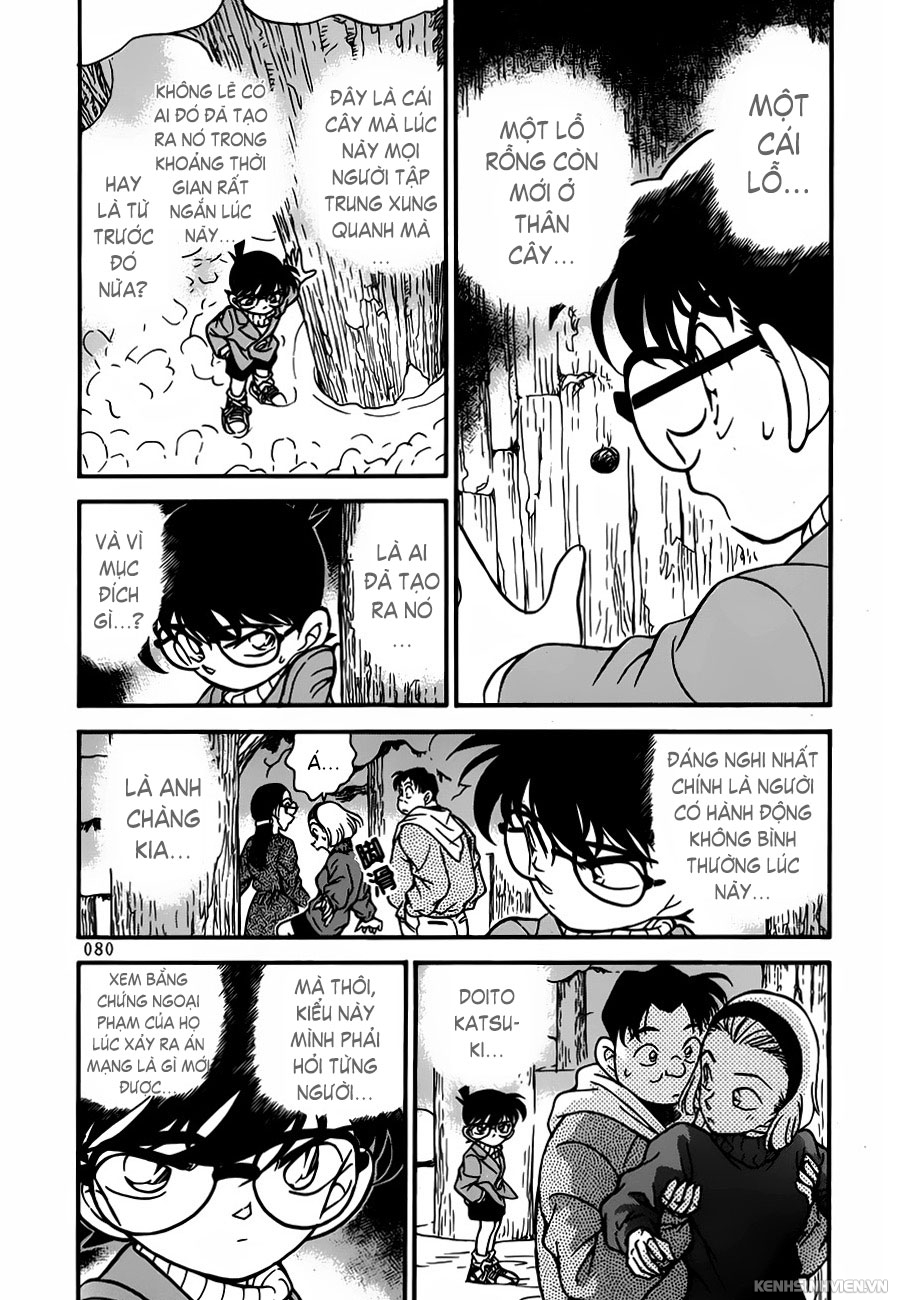 MỘT
CÁI
LỖ...
MỘT LỖ
RỖNG CÒN
MỚI Ở
THÂN
CÂY...
ĐÂY LÀ CÁI
CÂY MÀ LÚC
NÀY MỌI
NGƯỜI TẬP
TRUNG XUNG
QUANH MÀ
...
KHÔNG LẼ CÓ
AI ĐÓ ĐÃ TẠO
RA NÓ TRONG
KHOẢNG THỜI
GIAN RẤT
NGẮN LÚC
NÀY...
HAY
LÀ TỪ
TRƯỚC
ĐÓ
NỮA?
LÀ AI
ĐÃ TẠO
RA NÓ
...
VÀ VÌ
MỤC
ĐÍCH
GÌ...?
ĐÁNG NGHI NHẤT
CHÍNH LÀ NGƯỜI
CÓ HÀNH ĐỘNG
KHÔNG BÌNH
THƯỜNG LÚC
NÀY...
Á...
LÀ ANH
CHÀNG
KIA...
080
DOITO
KATSU-
KI...
MÀ THÔI,
KIỂU NÀY
MÌNH PHẢI
HỎI TỪNG
NGƯỜI...
XEM BẰNG
CHỨNG NGOẠI
PHẠM CỦA HỌ
LÚC XẢY RA ÁN
MẠNG LÀ GÌ MỚI
ĐƯỢC...
KENHSINHVIEN.VN